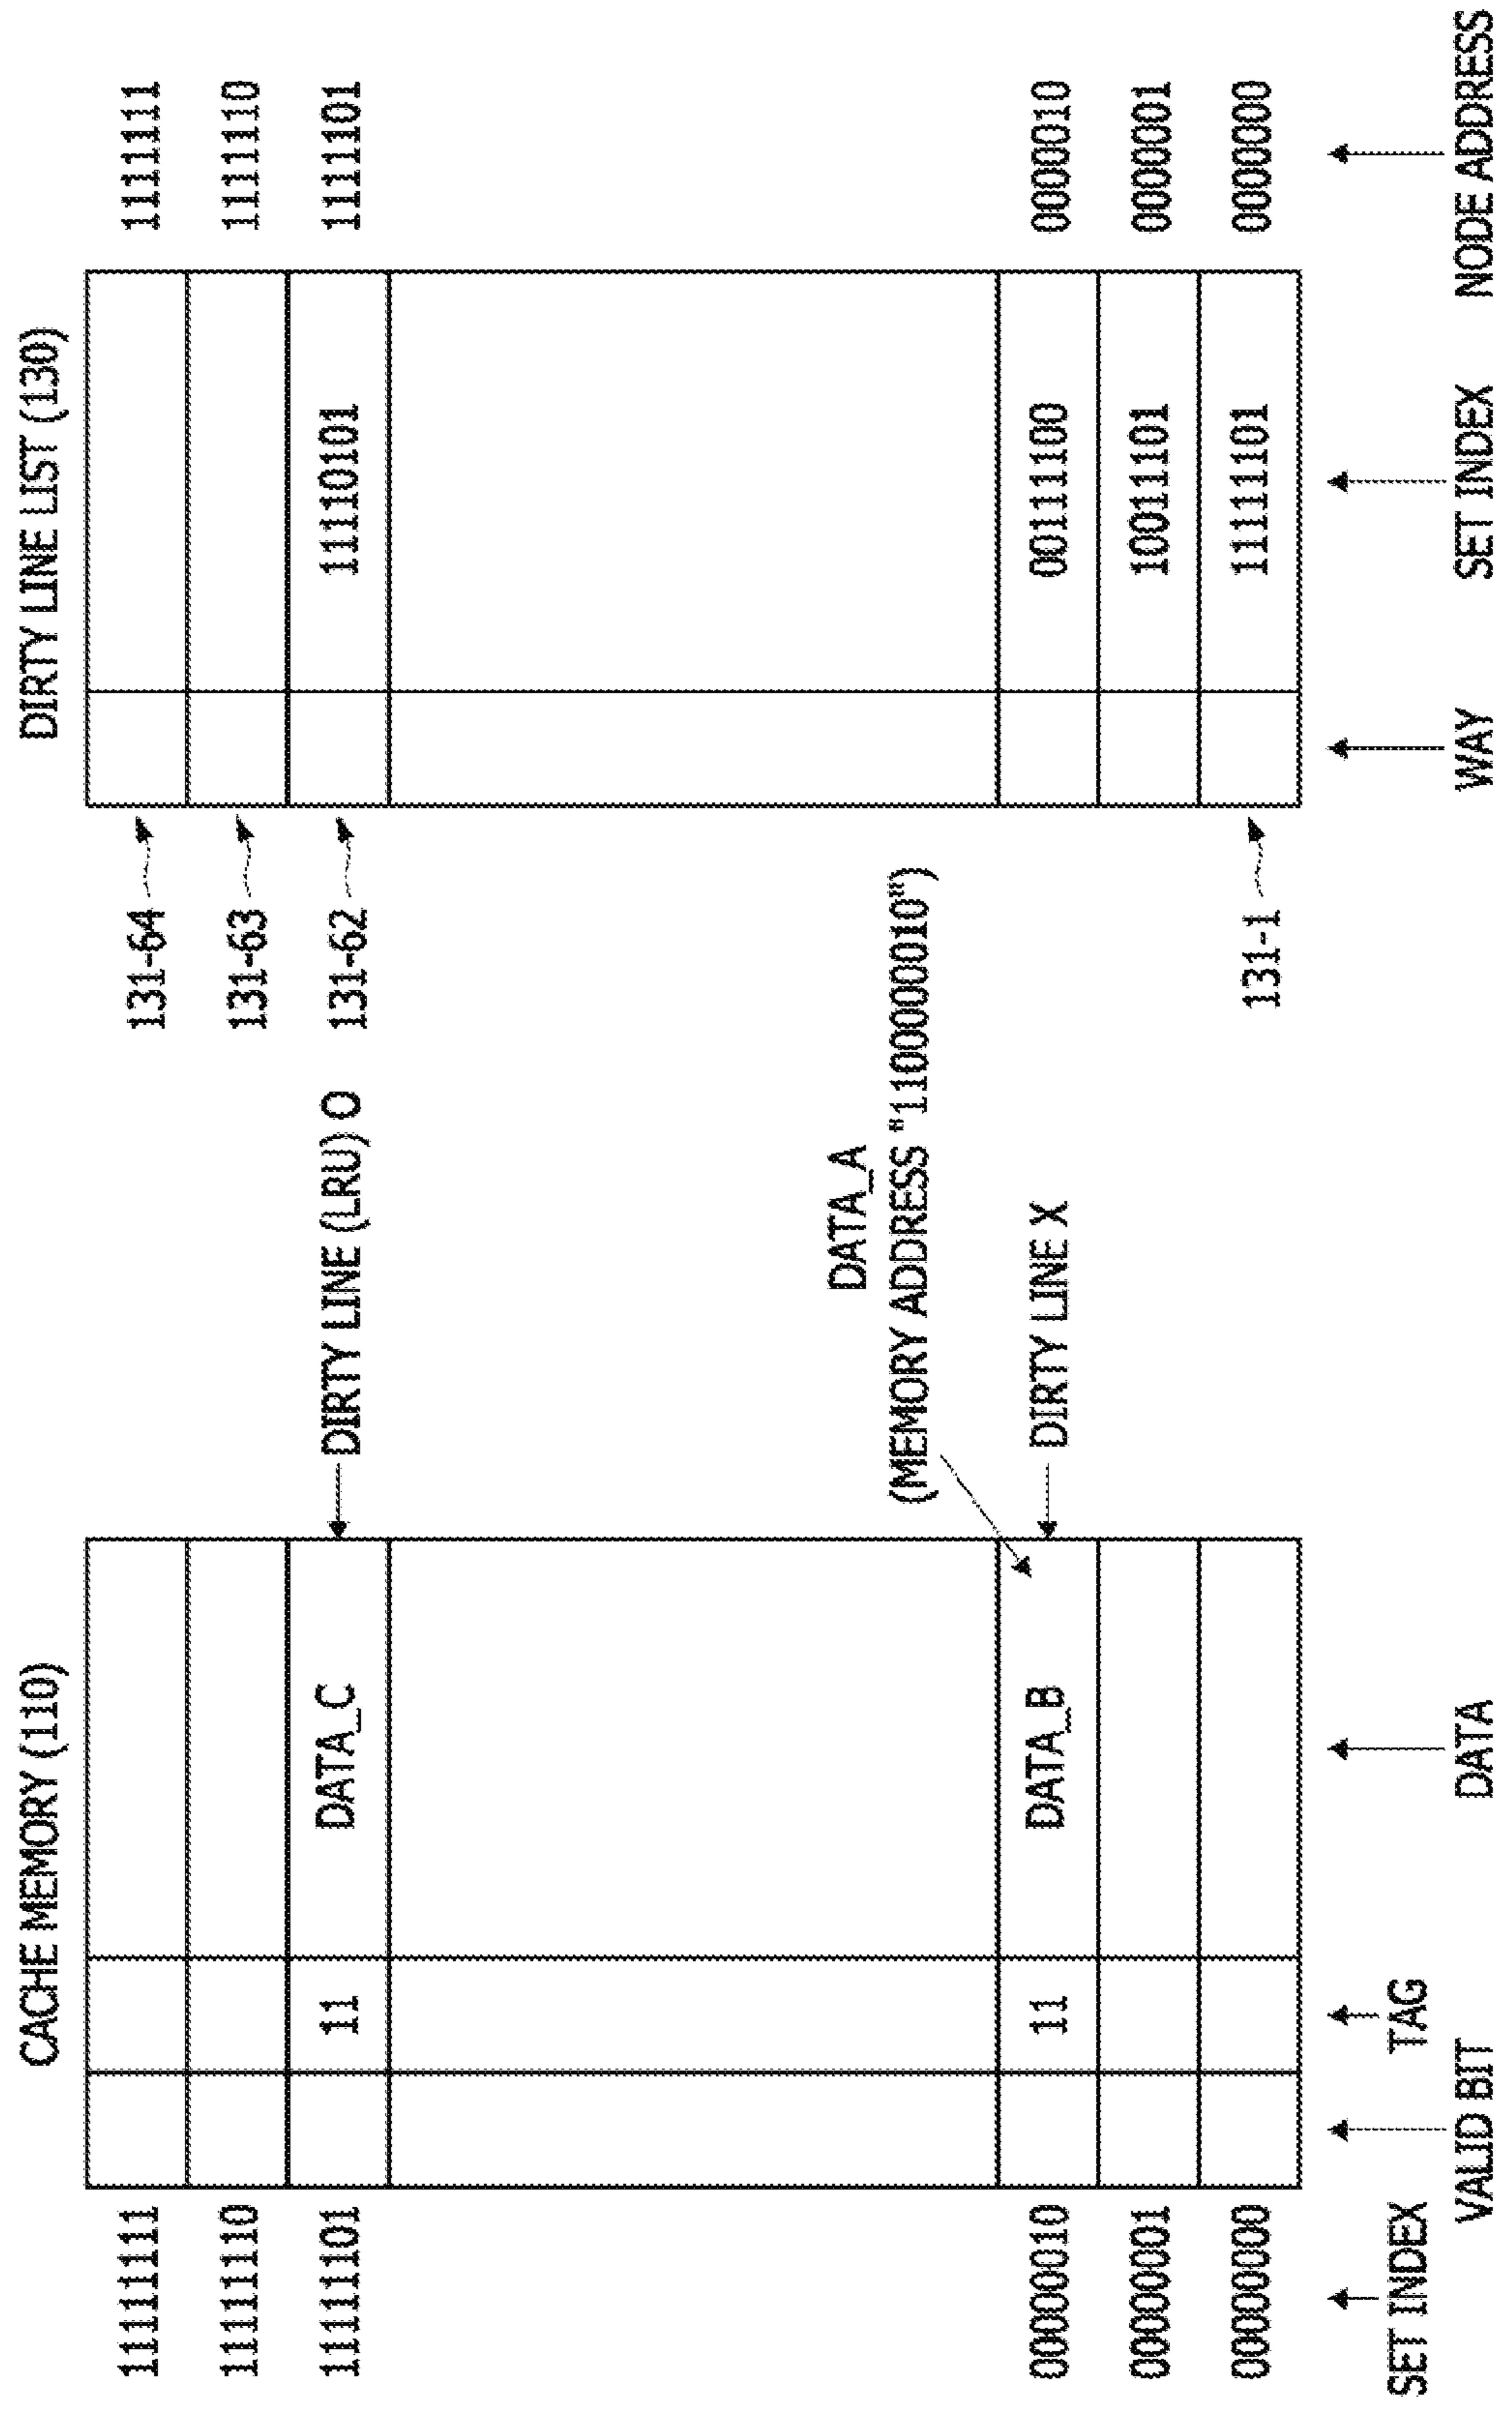 CACHE MEMORY (110)
DIRTY LINE LIST (130)
11111111
131-64
1111111
11111110
131-63
1111110
11111101
11
DATA_C
DIRTY LINE (LRU) O
131-62
11110101
1111101
DATA_A
(MEMORY ADDRESS "1100000010")
00000010
11
DATA_B
DIRTY LINE X
00111100
0000010
00000001
10011101
0000001
00000000
131-1
11111101
0000000
SET INDEX
TAG
VALID BIT
DATA
WAY
SET INDEX
NODE ADDRESS